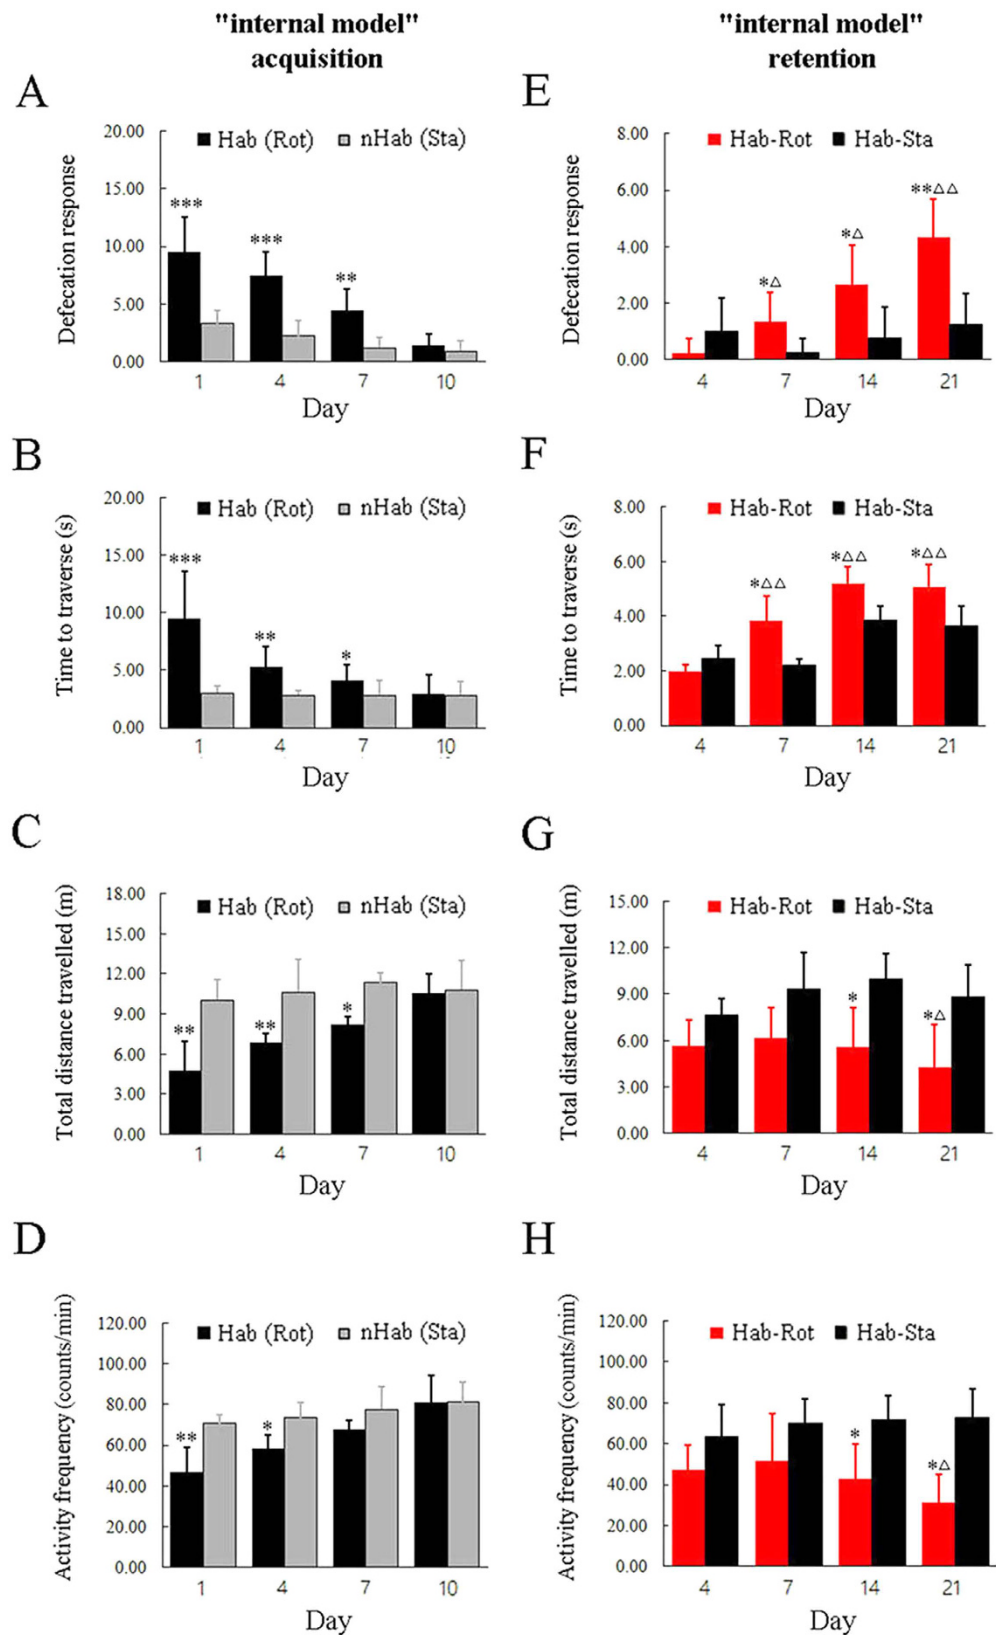 "internal model"
acquisition
"internal model"
retention
A
Defecation response
20.00
15.00
10.00
5.00
0.00
Hab (Rot) nHab (Sta)
***
***
**
1 4 7 10
Day
E
Defecation response
8.00
6.00
4.00
2.00
0.00
Hab-Rot Hab-Sta
*△
*△
**△△
4 7 14 21
Day
B
Time to traverse (s)
20.00
15.00
10.00
5.00
0.00
Hab (Rot) nHab (Sta)
***
**
*
1 4 7 10
Day
F
Time to traverse (s)
8.00
6.00
4.00
2.00
0.00
Hab-Rot Hab-Sta
*△△
*△△
*△△
4 7 14 21
Day
C
Total distance travelled (m)
18.00
15.00
12.00
9.00
6.00
3.00
0.00
Hab (Rot) nHab (Sta)
**
**
*
1 4 7 10
Day
G
Total distance travelled (m)
15.00
12.00
9.00
6.00
3.00
0.00
Hab-Rot Hab-Sta
*
*△
4 7 14 21
Day
D
Activity frequency (counts/min)
120.00
100.00
80.00
60.00
40.00
20.00
0.00
Hab (Rot) nHab (Sta)
**
*
1 4 7 10
Day
H
Activity frequency (counts/min)
120.00
100.00
80.00
60.00
40.00
20.00
0.00
Hab-Rot Hab-Sta
*
*△
4 7 14 21
Day